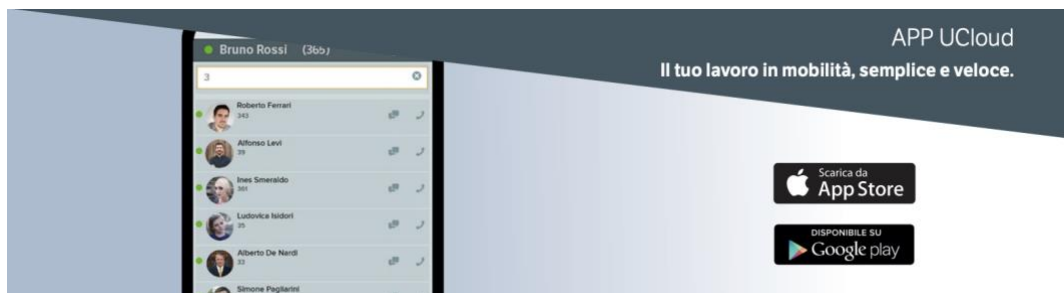 Bruno Rossi (365)
3
Roberto Ferrari
343
Alfonso Levi
39
Ines Smeraldo
361
Ludovica Isidori
35
Alberto De Nardi
33
Simone Pagliarini
APP UCloud
Il tuo lavoro in mobilità, semplice e veloce.
Scarica da
App Store
DISPONIBILE SU
Google play